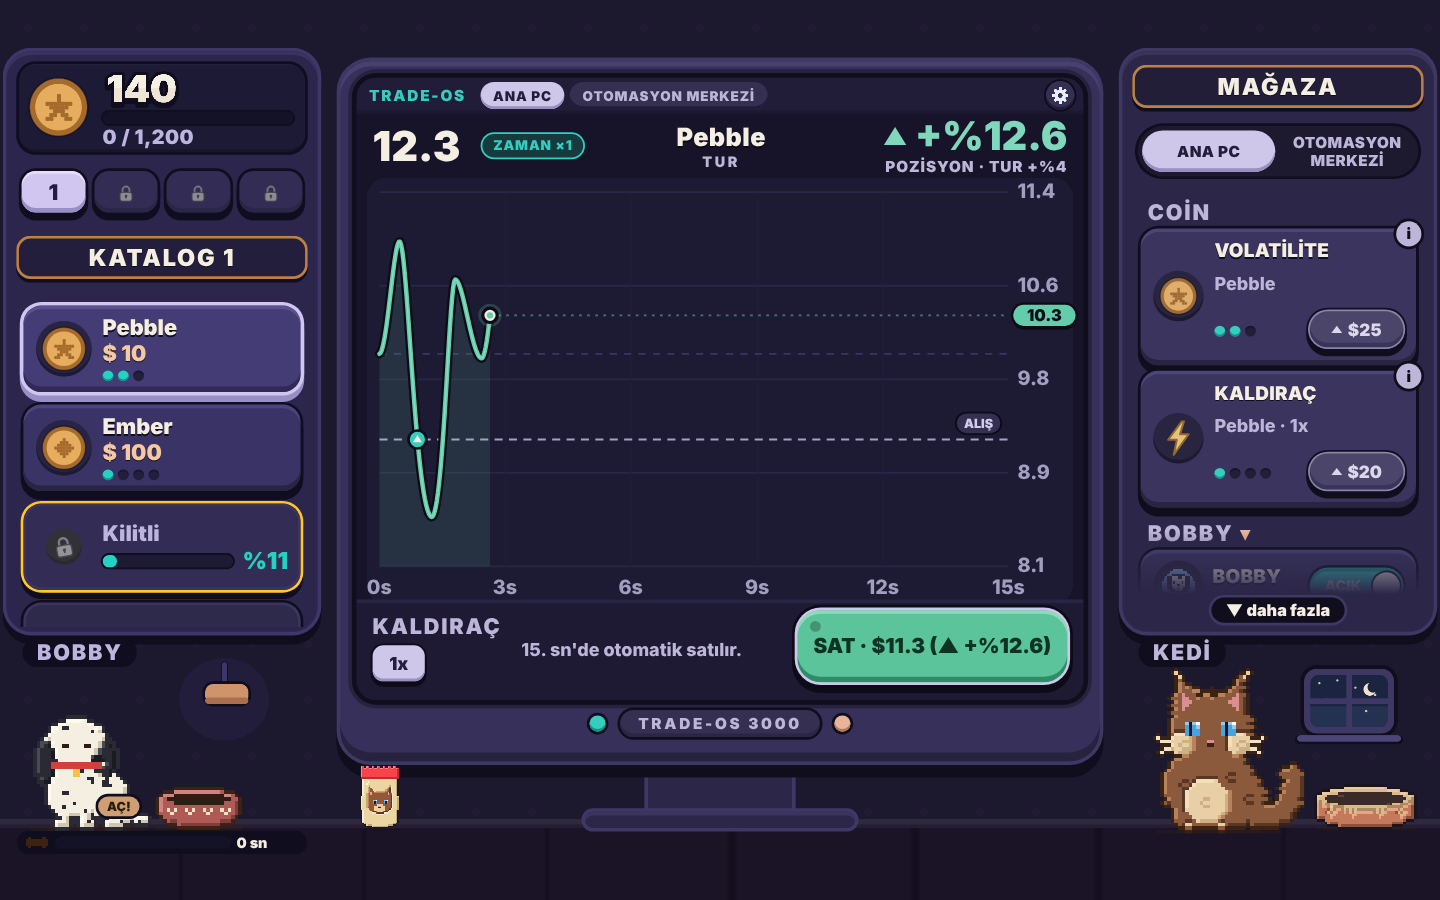 140
0 / 1,200
1
KATALOG 1
Pebble
$ 10
Ember
$ 100
Kilitli
%11
BOBBY
AÇ!
0 sn
TRADE-OS
ANA PC
OTOMASYON MERKEZİ
12.3
ZAMAN ×1
Pebble
TUR
▲ +%12.6
POZİSYON · TUR +%4
11.4
10.6
10.3
9.8
ALIŞ
8.9
8.1
0s
3s
6s
9s
12s
15s
KALDIRAÇ
1x
15. sn'de otomatik satılır.
SAT · $11.3 (▲ +%12.6)
TRADE-OS 3000
MAĞAZA
ANA PC
OTOMASYON
MERKEZİ
COİN
VOLATİLİTE
i
Pebble
▲ $25
KALDIRAÇ
i
Pebble · 1x
▲ $20
BOBBY ▼
BOBBY
AÇIK
▼ daha fazla
KEDİ